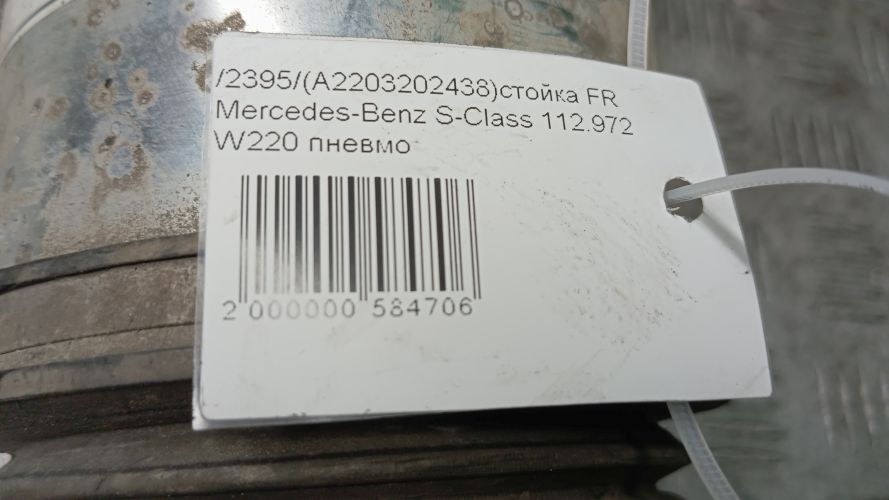 /2395/(A2203202438)стойка FR
Mercedes-Benz S-Class 112.972
W220 пневмо
2 000000 584706